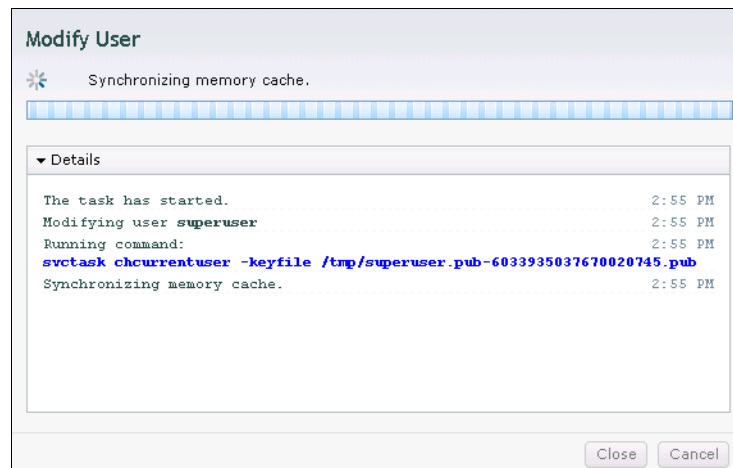 Modify User
Synchronizing memory cache.
Details
The task has started. 2:55 PM
Modifying user superuser 2:55 PM
Running command: 2:55 PM
svctask chcurrentuser -keyfile /tmp/superuser.pub-6033935037670020745.pub
Synchronizing memory cache. 2:55 PM
Close Cancel